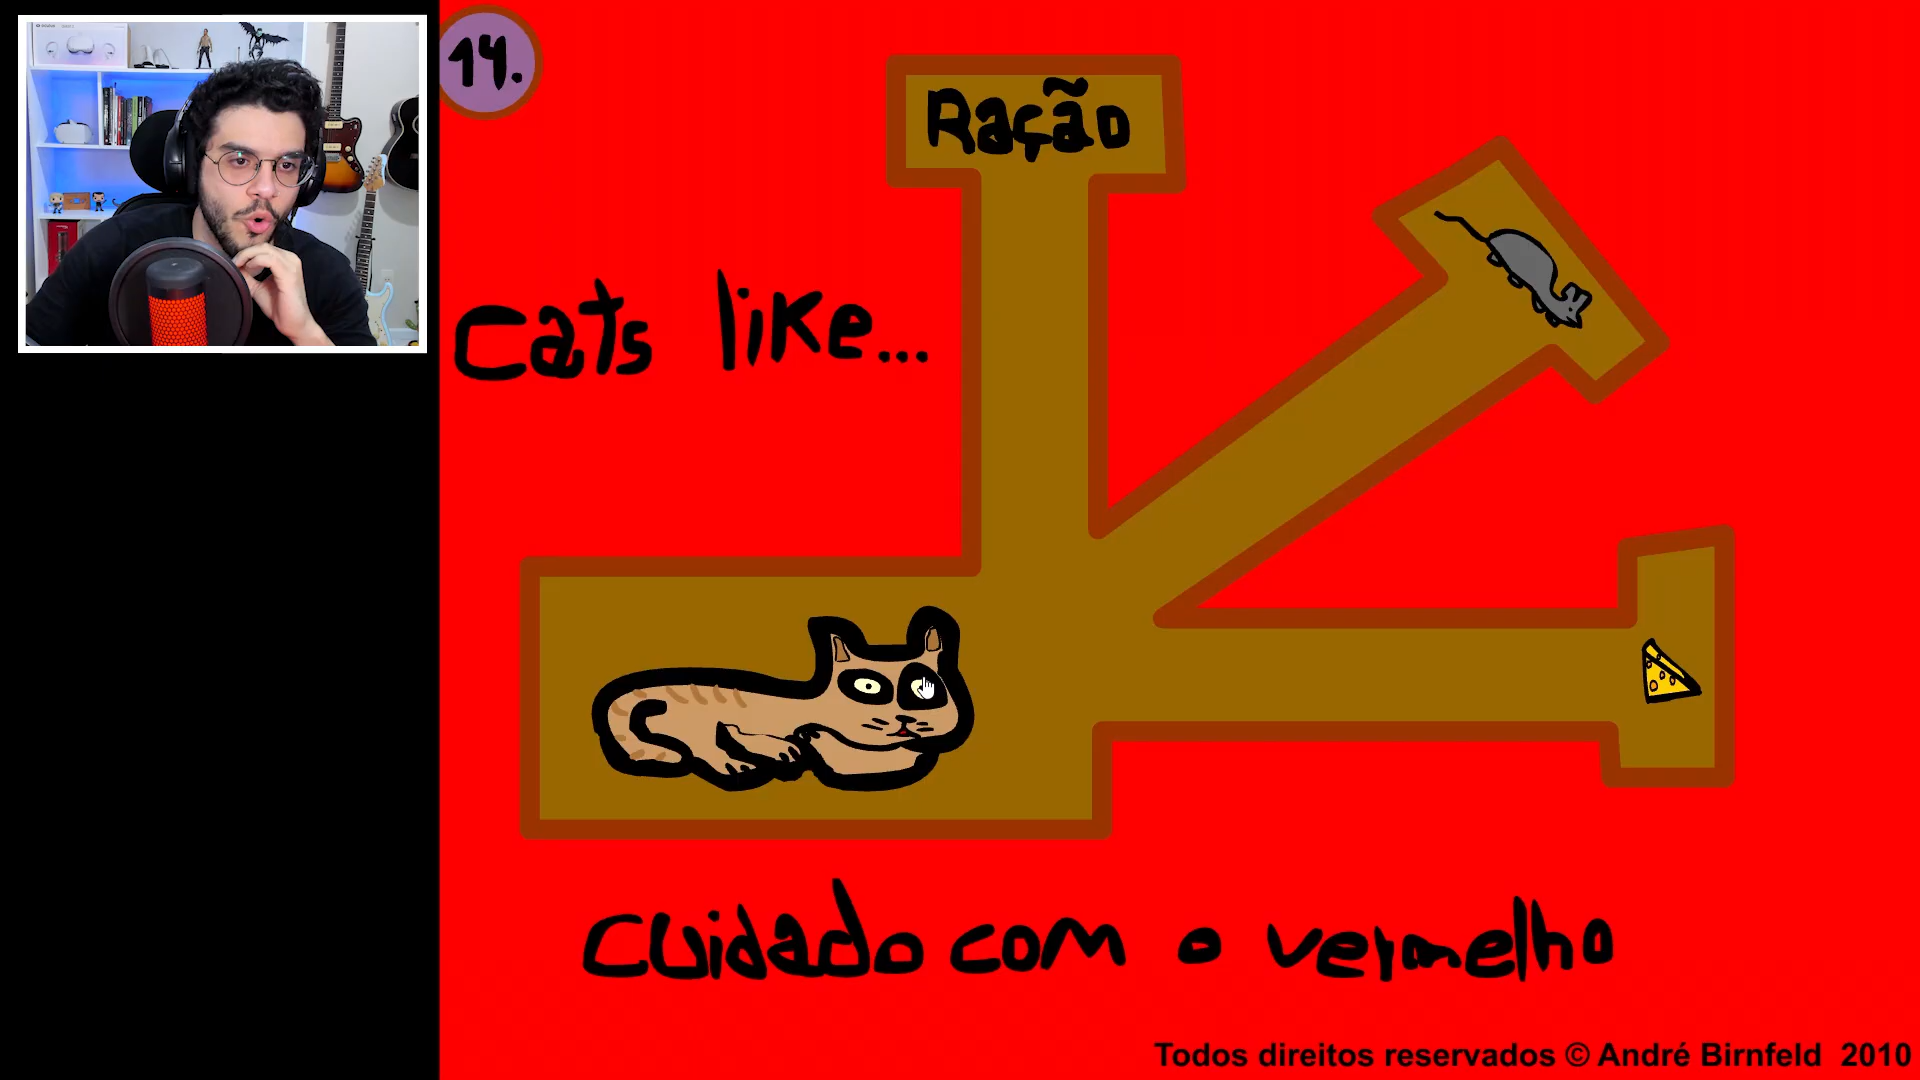 14.
Ração
cats like...
cuidado com o vermelho
Todos direitos reservados © André Birnfeld 2010